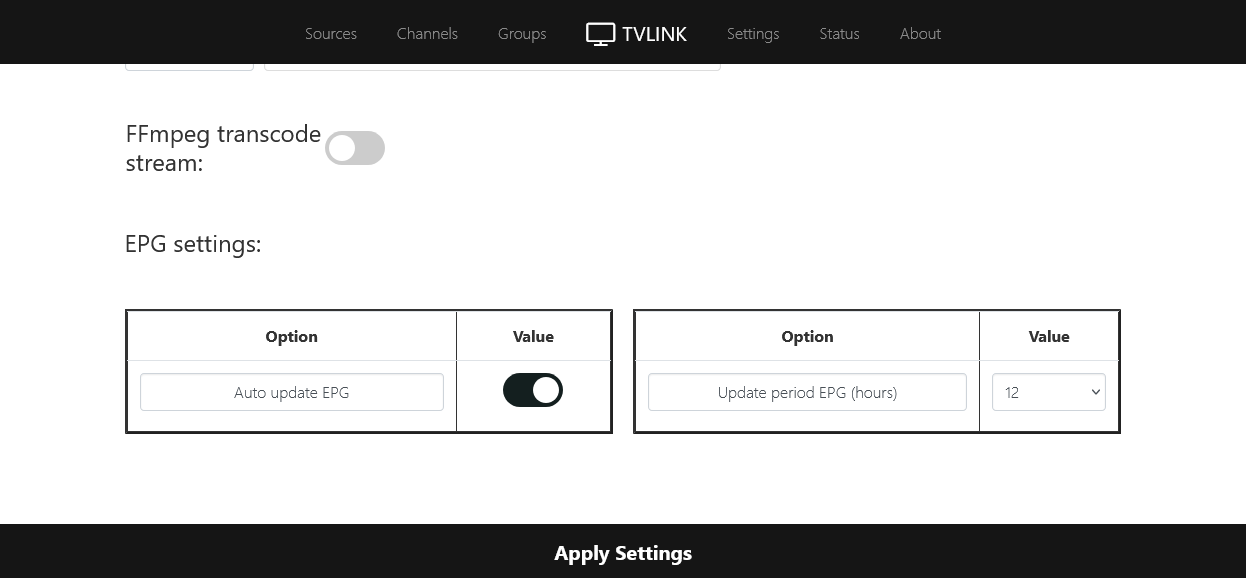 Sources Channels Groups TVLINK Settings Status About
FFmpeg transcode
stream:
EPG settings:
Option Value Option Value
Auto update EPG Update period EPG (hours) 12
Apply Settings